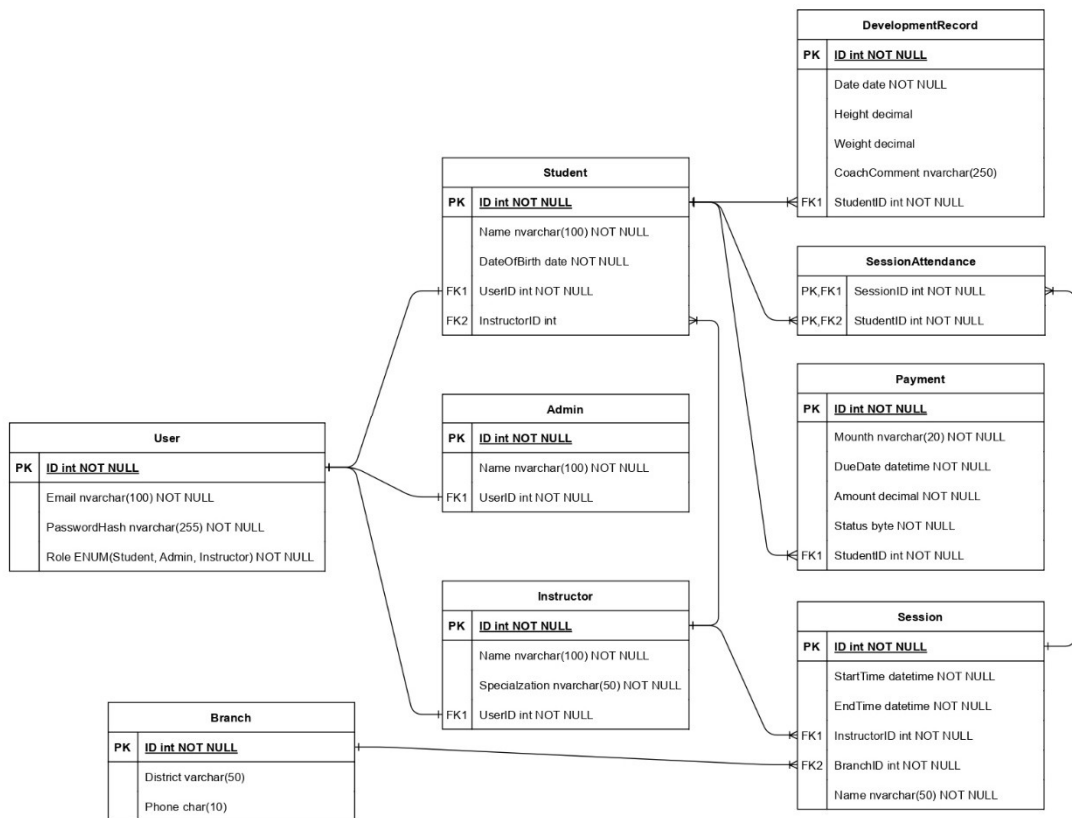 DevelopmentRecord
PK ID int NOT NULL
Date date NOT NULL
Height decimal
Weight decimal
CoachComment nvarchar(250)
FK1 StudentID int NOT NULL
Student
PK ID int NOT NULL
Name nvarchar(100) NOT NULL
DateOfBirth date NOT NULL
FK1 UserID int NOT NULL
FK2 InstructorID int
SessionAttendance
PK,FK1 SessionID int NOT NULL
PK,FK2 StudentID int NOT NULL
Payment
PK ID int NOT NULL
Mounth nvarchar(20) NOT NULL
DueDate datetime NOT NULL
Amount decimal NOT NULL
Status byte NOT NULL
FK1 StudentID int NOT NULL
Admin
PK ID int NOT NULL
Name nvarchar(100) NOT NULL
FK1 UserID int NOT NULL
User
PK ID int NOT NULL
Email nvarchar(100) NOT NULL
PasswordHash nvarchar(255) NOT NULL
Role ENUM(Student, Admin, Instructor) NOT NULL
Instructor
PK ID int NOT NULL
Name nvarchar(100) NOT NULL
Specialzation nvarchar(50) NOT NULL
FK1 UserID int NOT NULL
Session
PK ID int NOT NULL
StartTime datetime NOT NULL
EndTime datetime NOT NULL
FK1 InstructorID int NOT NULL
FK2 BranchID int NOT NULL
Name nvarchar(50) NOT NULL
Branch
PK ID int NOT NULL
District varchar(50)
Phone char(10)